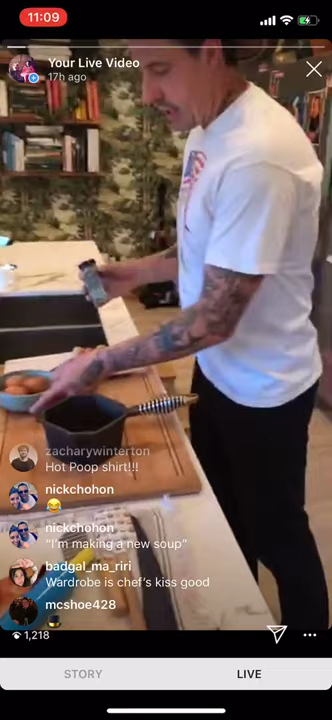 11:09
Your Live Video
17h ago
zacharywinterton
Hot Poop shirt!!!
nickchohon
😂
nickchohon
“I’m making a new soup”
badgal_ma_riri
Wardrobe is chef’s kiss good
mcshoe428
🎩
1,218
STORY
LIVE